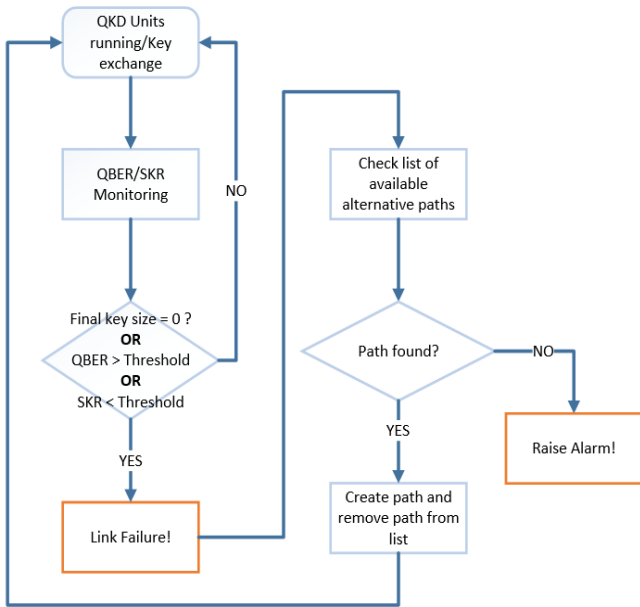 QKD Units
running/Key
exchange
QBER/SKR
Monitoring
NO
Final key size = 0 ?
OR
QBER > Threshold
OR
SKR < Threshold
YES
Link Failure!
Check list of
available
alternative paths
Path found?
NO
Raise Alarm!
YES
Create path and
remove path from
list